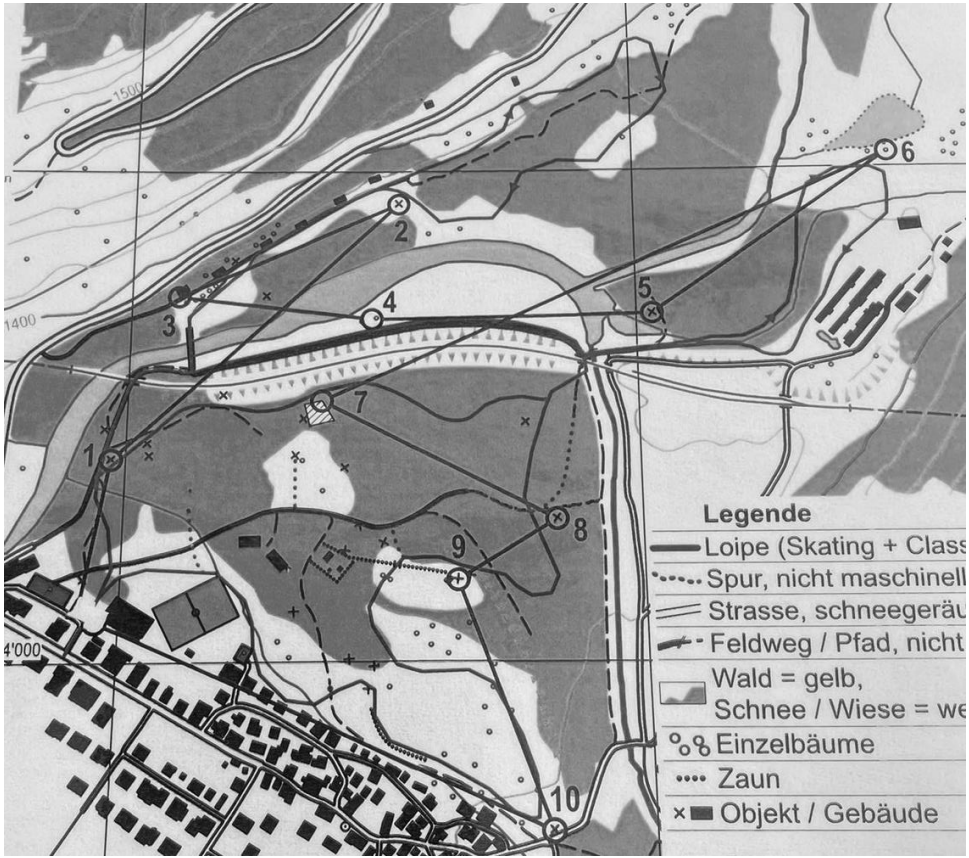 1500
6
2
5
4
3
1400
7
1
8
9
4'000
10
Legende
Loipe (Skating + Class
Spur, nicht maschinell
Strasse, schneegeräu
Feldweg / Pfad, nicht
Wald = gelb,
Schnee / Wiese = we
Einzelbäume
Zaun
Objekt / Gebäude